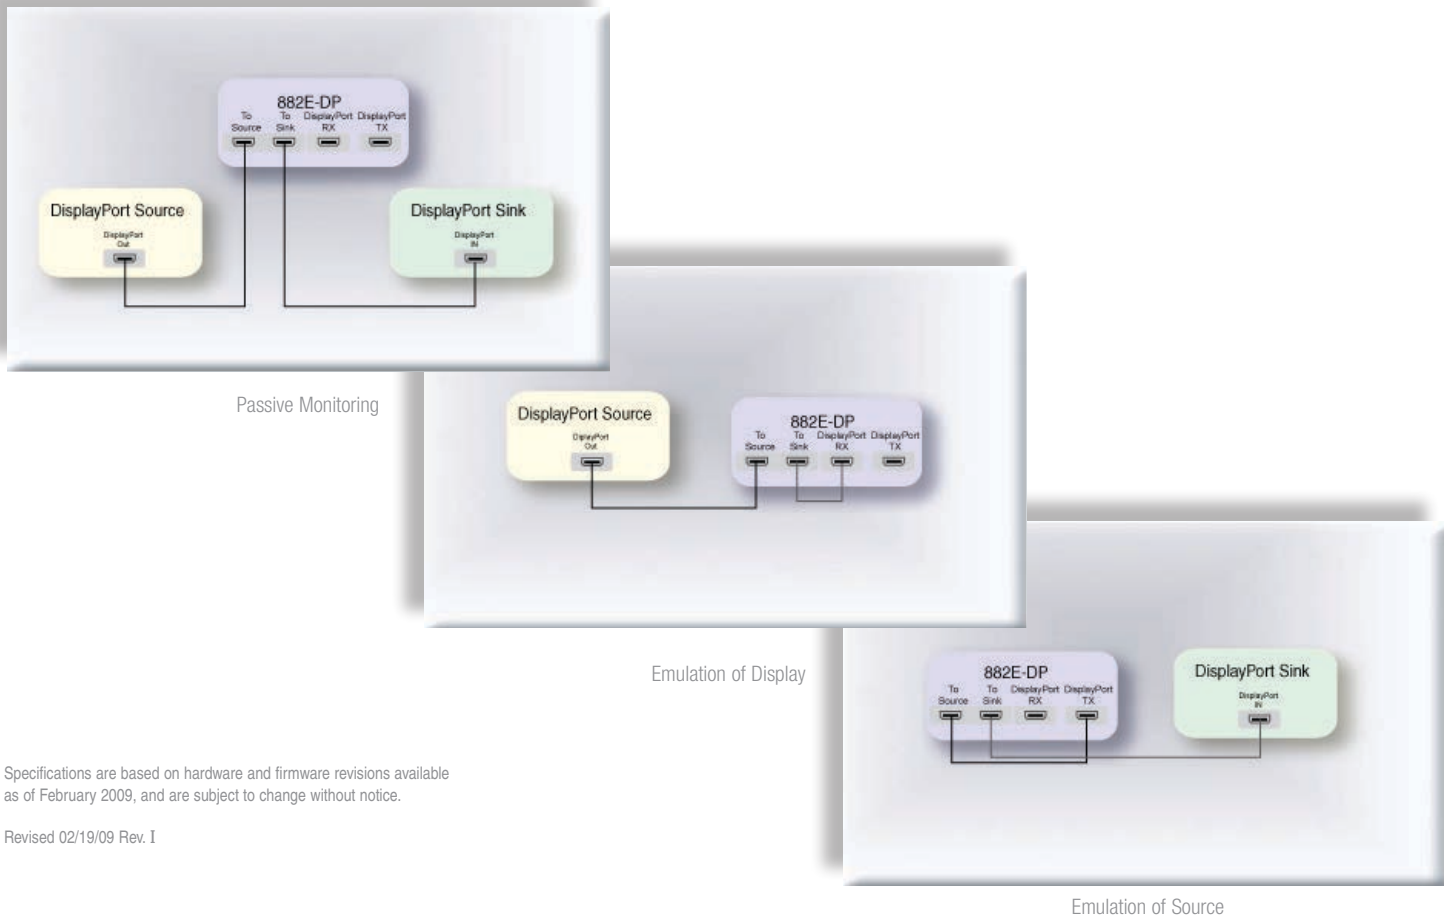 882E-DP
To Source
To Sink
DisplayPort RX
DisplayPort TX
DisplayPort Source
DisplayPort Out
DisplayPort Sink
DisplayPort IN
Passive Monitoring
DisplayPort Source
DisplayPort Out
882E-DP
To Source
To Sink
DisplayPort RX
DisplayPort TX
Emulation of Display
882E-DP
To Source
To Sink
DisplayPort RX
DisplayPort TX
DisplayPort Sink
DisplayPort IN
Emulation of Source
Specifications are based on hardware and firmware revisions available
as of February 2009, and are subject to change without notice.
Revised 02/19/09 Rev. I